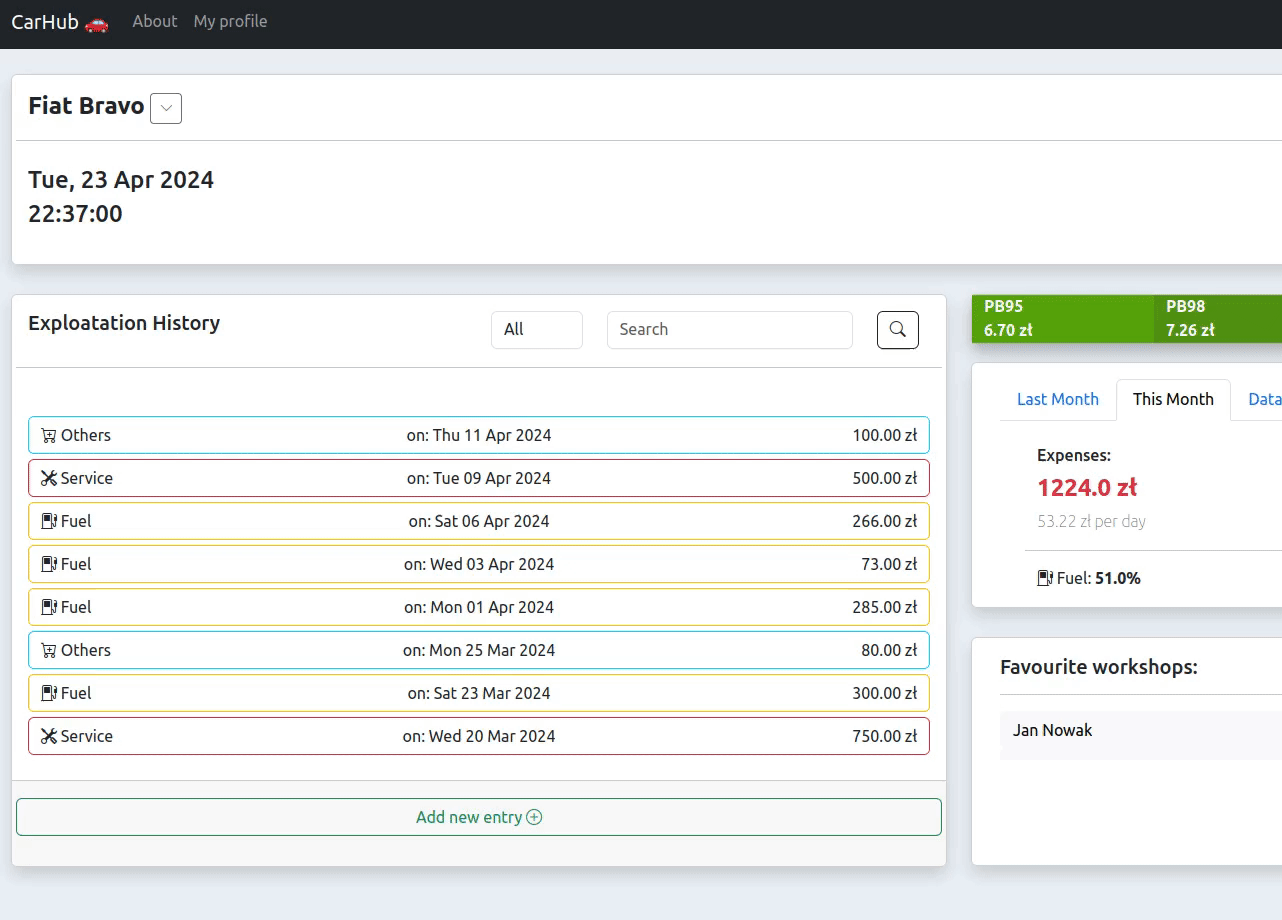 CarHub About My profile
Fiat Bravo
Tue, 23 Apr 2024
22:37:00
Exploatation History All Search
Others on: Thu 11 Apr 2024 100.00 zł
Service on: Tue 09 Apr 2024 500.00 zł
Fuel on: Sat 06 Apr 2024 266.00 zł
Fuel on: Wed 03 Apr 2024 73.00 zł
Fuel on: Mon 01 Apr 2024 285.00 zł
Others on: Mon 25 Mar 2024 80.00 zł
Fuel on: Sat 23 Mar 2024 300.00 zł
Service on: Wed 20 Mar 2024 750.00 zł
Add new entry
PB95 PB98
6.70 zł 7.26 zł
Last Month This Month Data
Expenses:
1224.0 zł
53.22 zł per day
Fuel: 51.0%
Favourite workshops:
Jan Nowak